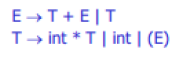 E → T + E | T
T → int * T | int | (E)